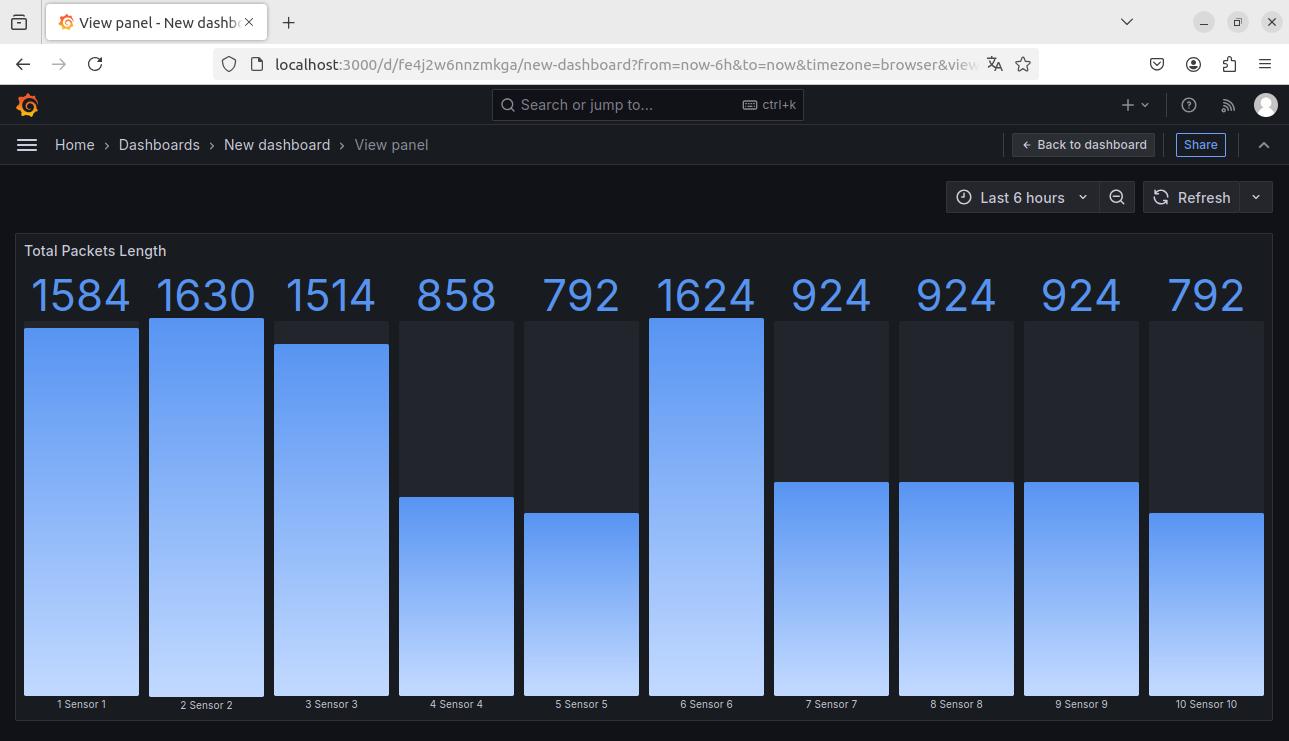 View panel - New dashb
localhost:3000/d/fe4j2w6nnzmkga/new-dashboard?from=now-6h&to=now&timezone=browser&view
Search or jump to... ctrl+k
Home › Dashboards › New dashboard › View panel
← Back to dashboard
Share
Last 6 hours
Refresh
Total Packets Length
1584 1630 1514 858 792 1624 924 924 924 792
1 Sensor 1 2 Sensor 2 3 Sensor 3 4 Sensor 4 5 Sensor 5 6 Sensor 6 7 Sensor 7 8 Sensor 8 9 Sensor 9 10 Sensor 10